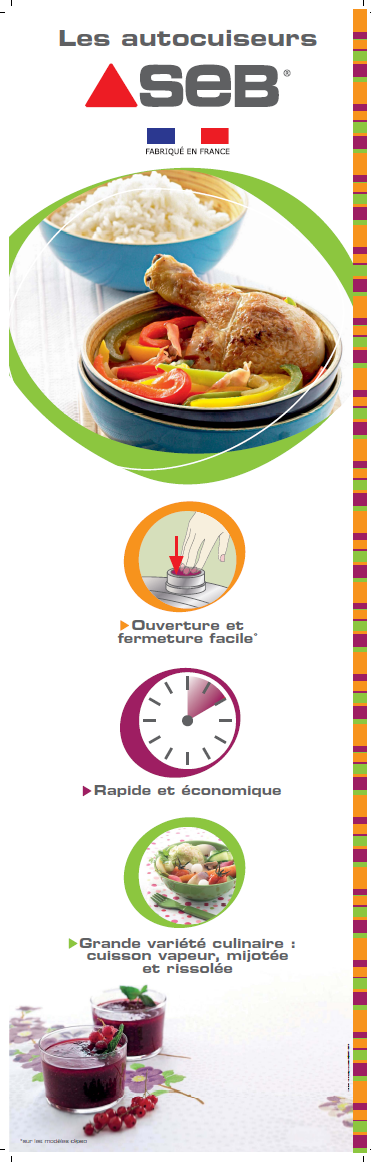 Les autocuiseurs
SEB®
FABRIQUÉ EN FRANCE
Ouverture et
fermeture facile*
Rapide et économique
Grande variété culinaire :
cuisson vapeur, mijotée
et rissolée
*sur les modèles